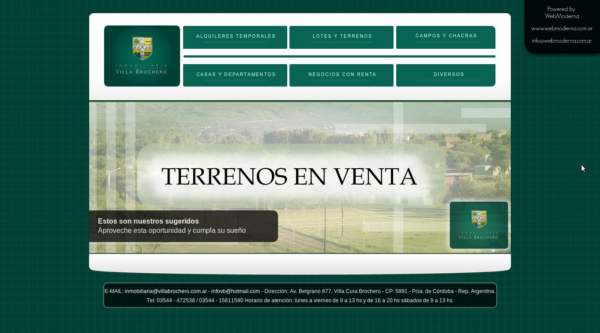 Powered by
WebModerna
www.webmoderna.com.ar
info@webmoderna.com.ar
ALQUILERES TEMPORALES
LOTES Y TERRENOS
CAMPOS Y CHACRAS
INMOBILIARIA
VILLA BROCHERO
CASAS Y DEPARTAMENTOS
NEGOCIOS CON RENTA
DIVERSOS
TERRENOS EN VENTA
Estos son nuestros sugeridos
Aproveche esta oportunidad y cumpla su sueño
VILLA BROCHERO
E-MAIL: inmobiliaria@villabrochero.com.ar - infovb@hotmail.com - Dirección: Av. Belgrano 877, Villa Cura Brochero - CP: 5891 - Pcia. de Córdoba - Rep. Argentina.
Tel: 03544 - 472538 / 03544 - 15611590 Horario de atención: lunes a viernes de 9 a 13 hs y de 16 a 20 hs sábados de 9 a 13 hs.